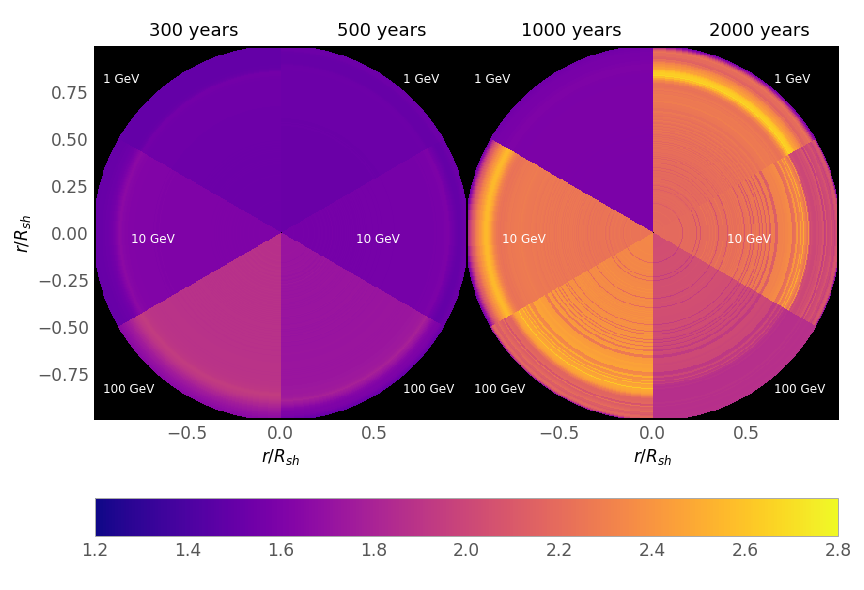 300 years 500 years 1000 years 2000 years
1 GeV 1 GeV 1 GeV 1 GeV
0.75
0.50
0.25
r/R_sh
0.00
10 GeV 10 GeV 10 GeV 10 GeV
−0.25
−0.50
−0.75
100 GeV 100 GeV 100 GeV 100 GeV
−0.5 0.0 0.5 −0.5 0.0 0.5
r/R_sh r/R_sh
1.2 1.4 1.6 1.8 2.0 2.2 2.4 2.6 2.8